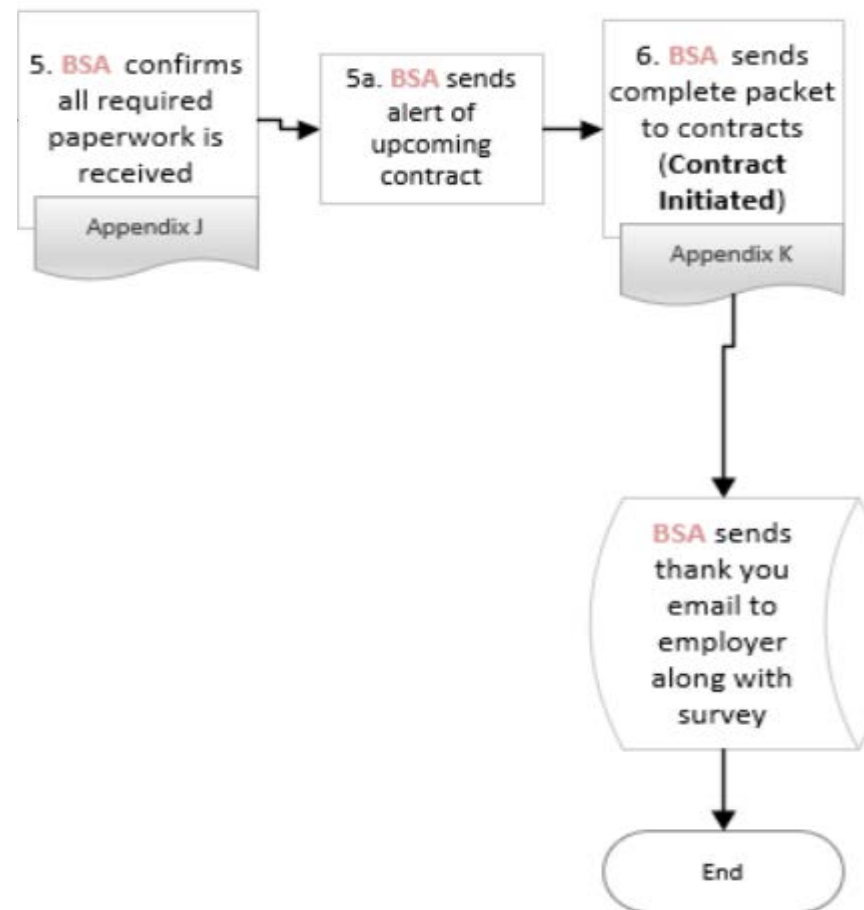 5. BSA confirms
all required
paperwork is
received
Appendix J
5a. BSA sends
alert of
upcoming
contract
6. BSA sends
complete packet
to contracts
(Contract
Initiated)
Appendix K
BSA sends
thank you
email to
employer
along with
survey
End